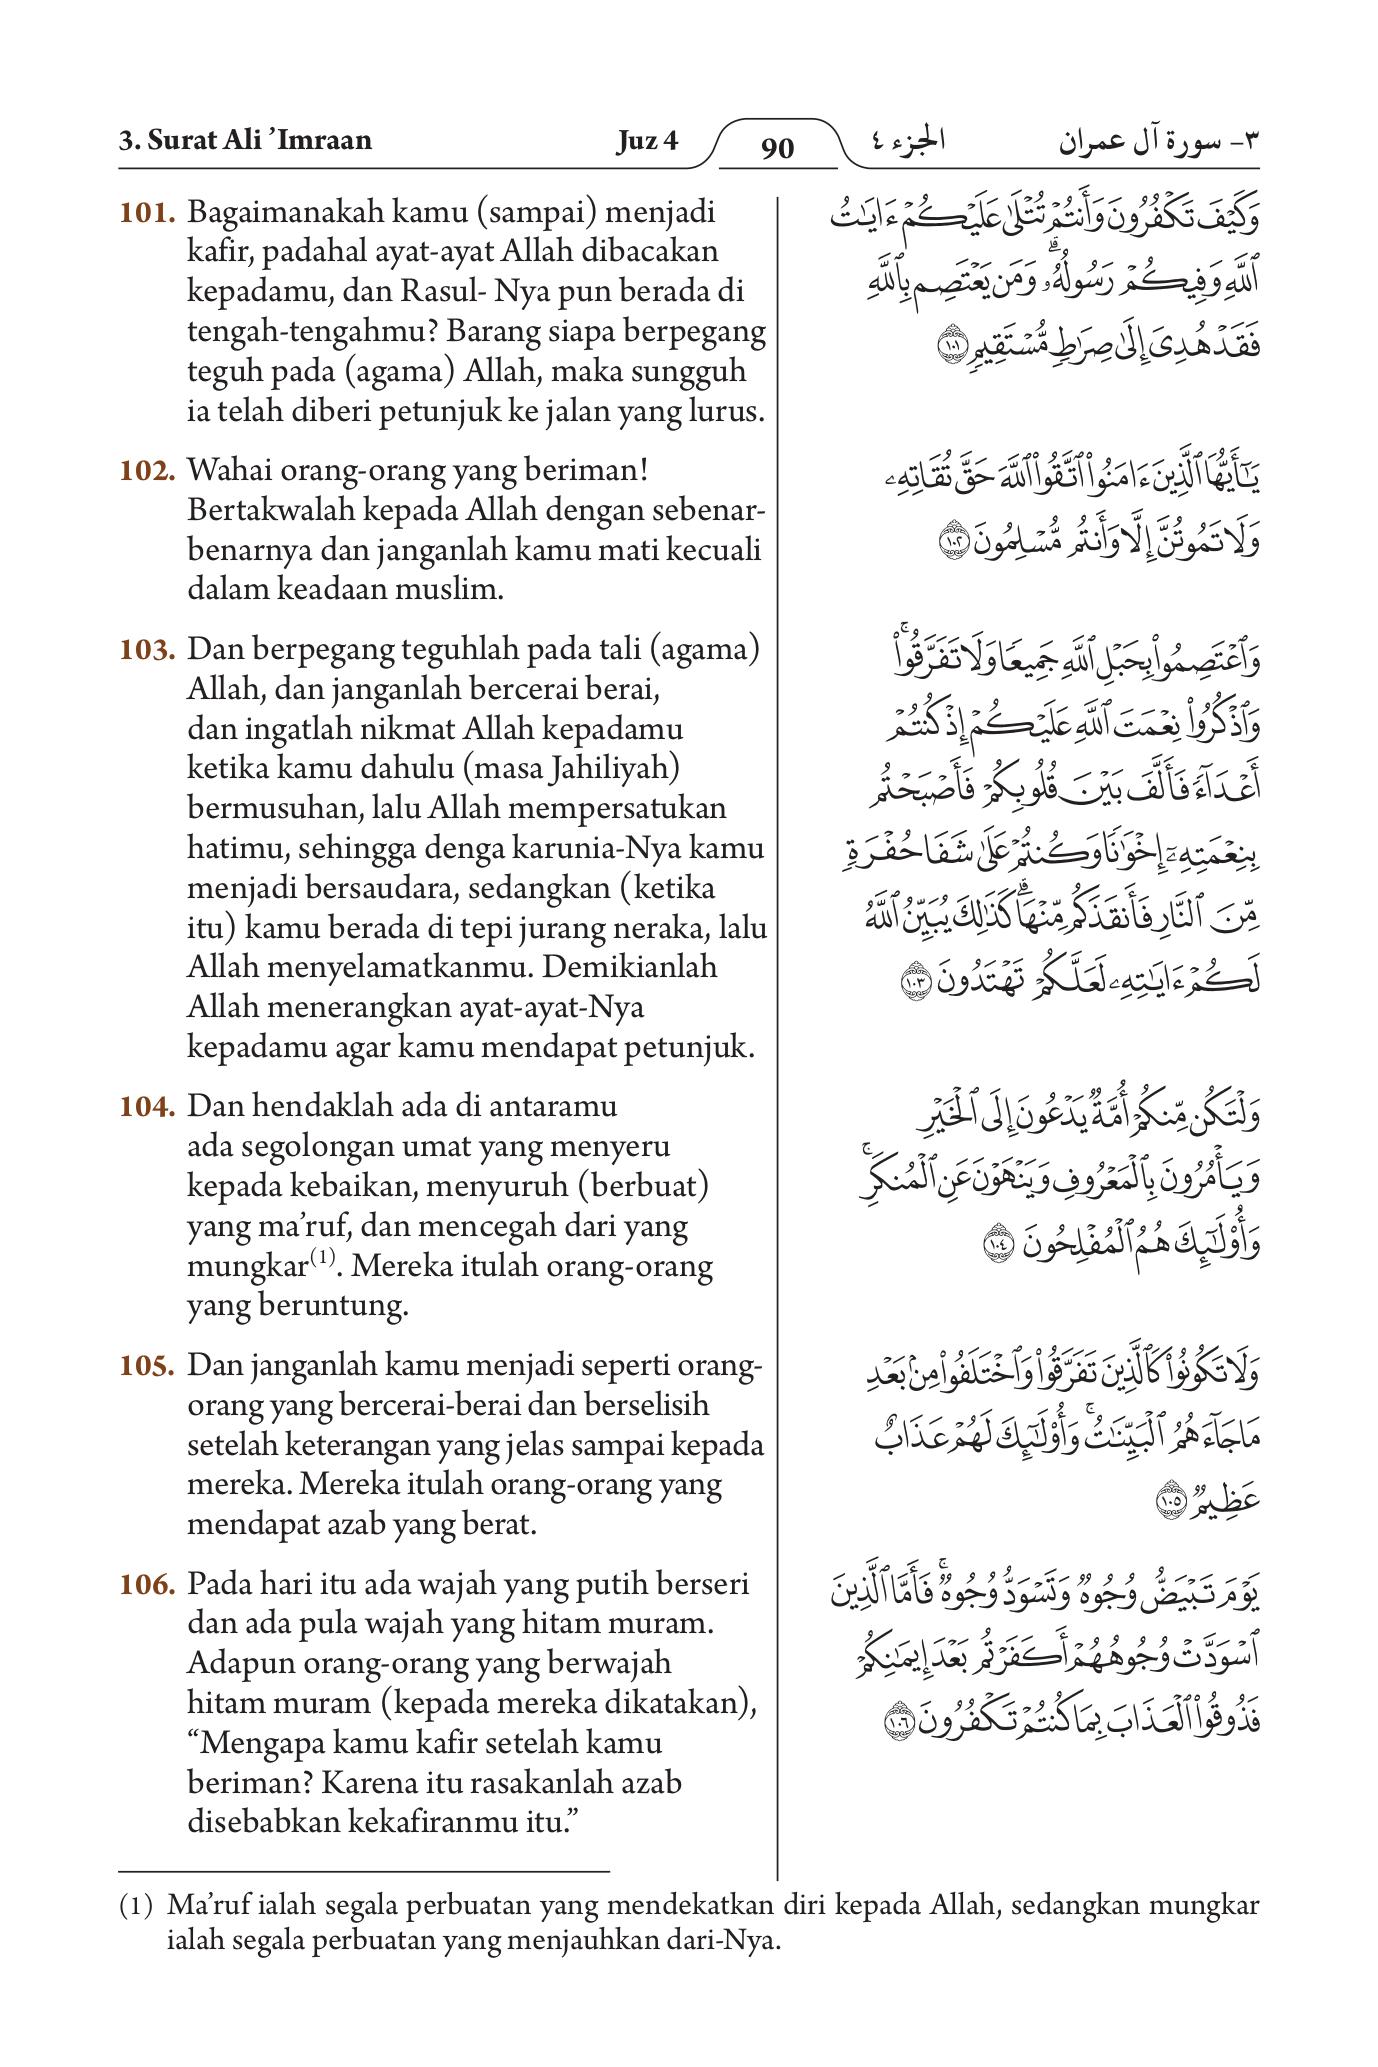 3. Surat Ali ’Imraan
Juz 4
90
الجزء ٤
٣- سورة آل عمران
101. Bagaimanakah kamu (sampai) menjadi
kafir, padahal ayat-ayat Allah dibacakan
kepadamu, dan Rasul- Nya pun berada di
tengah-tengahmu? Barang siapa berpegang
teguh pada (agama) Allah, maka sungguh
ia telah diberi petunjuk ke jalan yang lurus.
102. Wahai orang-orang yang beriman!
Bertakwalah kepada Allah dengan sebenar-
benarnya dan janganlah kamu mati kecuali
dalam keadaan muslim.
103. Dan berpegang teguhlah pada tali (agama)
Allah, dan janganlah bercerai berai,
dan ingatlah nikmat Allah kepadamu
ketika kamu dahulu (masa Jahiliyah)
bermusuhan, lalu Allah mempersatukan
hatimu, sehingga denga karunia-Nya kamu
menjadi bersaudara, sedangkan (ketika
itu) kamu berada di tepi jurang neraka, lalu
Allah menyelamatkanmu. Demikianlah
Allah menerangkan ayat-ayat-Nya
kepadamu agar kamu mendapat petunjuk.
104. Dan hendaklah ada di antaramu
ada segolongan umat yang menyeru
kepada kebaikan, menyuruh (berbuat)
yang ma’ruf, dan mencegah dari yang
mungkar(1). Mereka itulah orang-orang
yang beruntung.
105. Dan janganlah kamu menjadi seperti orang-
orang yang bercerai-berai dan berselisih
setelah keterangan yang jelas sampai kepada
mereka. Mereka itulah orang-orang yang
mendapat azab yang berat.
106. Pada hari itu ada wajah yang putih berseri
dan ada pula wajah yang hitam muram.
Adapun orang-orang yang berwajah
hitam muram (kepada mereka dikatakan),
“Mengapa kamu kafir setelah kamu
beriman? Karena itu rasakanlah azab
disebabkan kekafiranmu itu.”
وَكَيْفَ تَكْفُرُونَ وَأَنتُمْ تُتْلَىٰ عَلَيْكُمْ ءَايَٰتُ
ٱللَّهِ وَفِيكُمْ رَسُولُهُۥۗ وَمَن يَعْتَصِم بِٱللَّهِ
فَقَدْ هُدِىَ إِلَىٰ صِرَٰطٍ مُّسْتَقِيمٍ ١٠١
يَٰٓأَيُّهَا ٱلَّذِينَ ءَامَنُوا۟ ٱتَّقُوا۟ ٱللَّهَ حَقَّ تُقَاتِهِۦ
وَلَا تَمُوتُنَّ إِلَّا وَأَنتُم مُّسْلِمُونَ ١٠٢
وَٱعْتَصِمُوا۟ بِحَبْلِ ٱللَّهِ جَمِيعًا وَلَا تَفَرَّقُوا۟ۚ
وَٱذْكُرُوا۟ نِعْمَتَ ٱللَّهِ عَلَيْكُمْ إِذْ كُنتُمْ
أَعْدَآءً فَأَلَّفَ بَيْنَ قُلُوبِكُمْ فَأَصْبَحْتُم
بِنِعْمَتِهِۦٓ إِخْوَٰنًا وَكُنتُمْ عَلَىٰ شَفَا حُفْرَةٍ
مِّنَ ٱلنَّارِ فَأَنقَذَكُم مِّنْهَاۗ كَذَٰلِكَ يُبَيِّنُ ٱللَّهُ
لَكُمْ ءَايَٰتِهِۦ لَعَلَّكُمْ تَهْتَدُونَ ١٠٣
وَلْتَكُن مِّنكُمْ أُمَّةٌ يَدْعُونَ إِلَى ٱلْخَيْرِ
وَيَأْمُرُونَ بِٱلْمَعْرُوفِ وَيَنْهَوْنَ عَنِ ٱلْمُنكَرِۚ
وَأُو۟لَٰٓئِكَ هُمُ ٱلْمُفْلِحُونَ ١٠٤
وَلَا تَكُونُوا۟ كَٱلَّذِينَ تَفَرَّقُوا۟ وَٱخْتَلَفُوا۟ مِنۢ بَعْدِ
مَا جَآءَهُمُ ٱلْبَيِّنَٰتُۚ وَأُو۟لَٰٓئِكَ لَهُمْ عَذَابٌ
عَظِيمٌ ١٠٥
يَوْمَ تَبْيَضُّ وُجُوهٌ وَتَسْوَدُّ وُجُوهٌۚ فَأَمَّا ٱلَّذِينَ
ٱسْوَدَّتْ وُجُوهُهُمْ أَكَفَرْتُم بَعْدَ إِيمَٰنِكُمْ
فَذُوقُوا۟ ٱلْعَذَابَ بِمَا كُنتُمْ تَكْفُرُونَ ١٠٦
(1) Ma’ruf ialah segala perbuatan yang mendekatkan diri kepada Allah, sedangkan mungkar
ialah segala perbuatan yang menjauhkan dari-Nya.